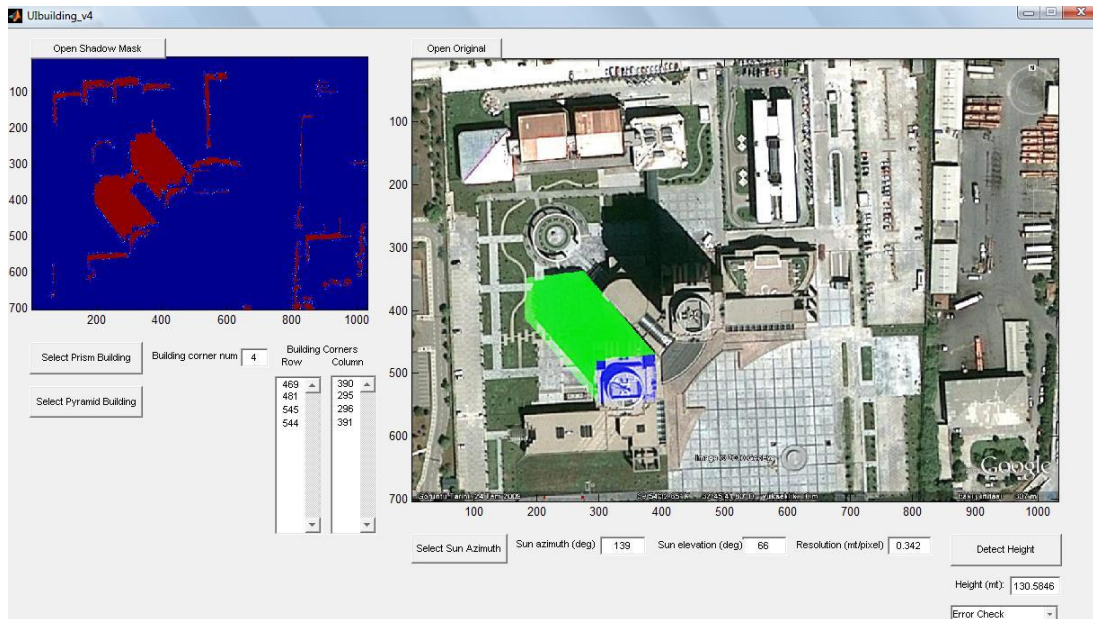 UIbuilding_v4
Open Shadow Mask
Open Original
100
200
300
400
500
600
700
200
400
600
800
1000
100
200
300
400
500
600
700
100
200
300
400
500
600
700
800
900
1000
Google
Select Prism Building
Building corner num 4
Building Corners
Row Column
469 390
481 295
545 296
544 391
Select Pyramid Building
Select Sun Azimuth
Sun azimuth (deg) 139
Sun elevation (deg) 66
Resolution (mt/pixel) 0.342
Detect Height
Height (mt): 130.5846
Error Check